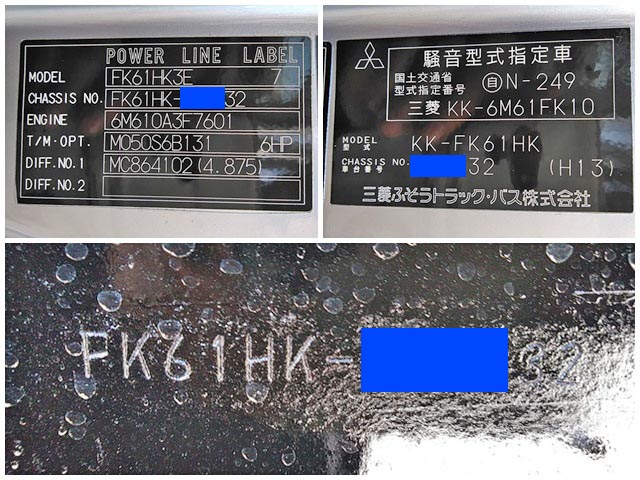 POWER LINE LABEL
MODEL FK61HK3E 7
CHASSIS NO. FK61HK- 32
ENGINE 6M610A3F7601
T/M·OPT. M050S6B131 6HP
DIFF.NO.1 MC864102(4.875)
DIFF.NO.2
騒音型式指定車
国土交通省
型式指定番号 自N-249
三菱 KK-6M61FK10
MODEL
型式 KK-FK61HK
CHASSIS NO.
車台番号 32 (H13)
三菱ふそうトラック・バス株式会社
FK61HK- 32